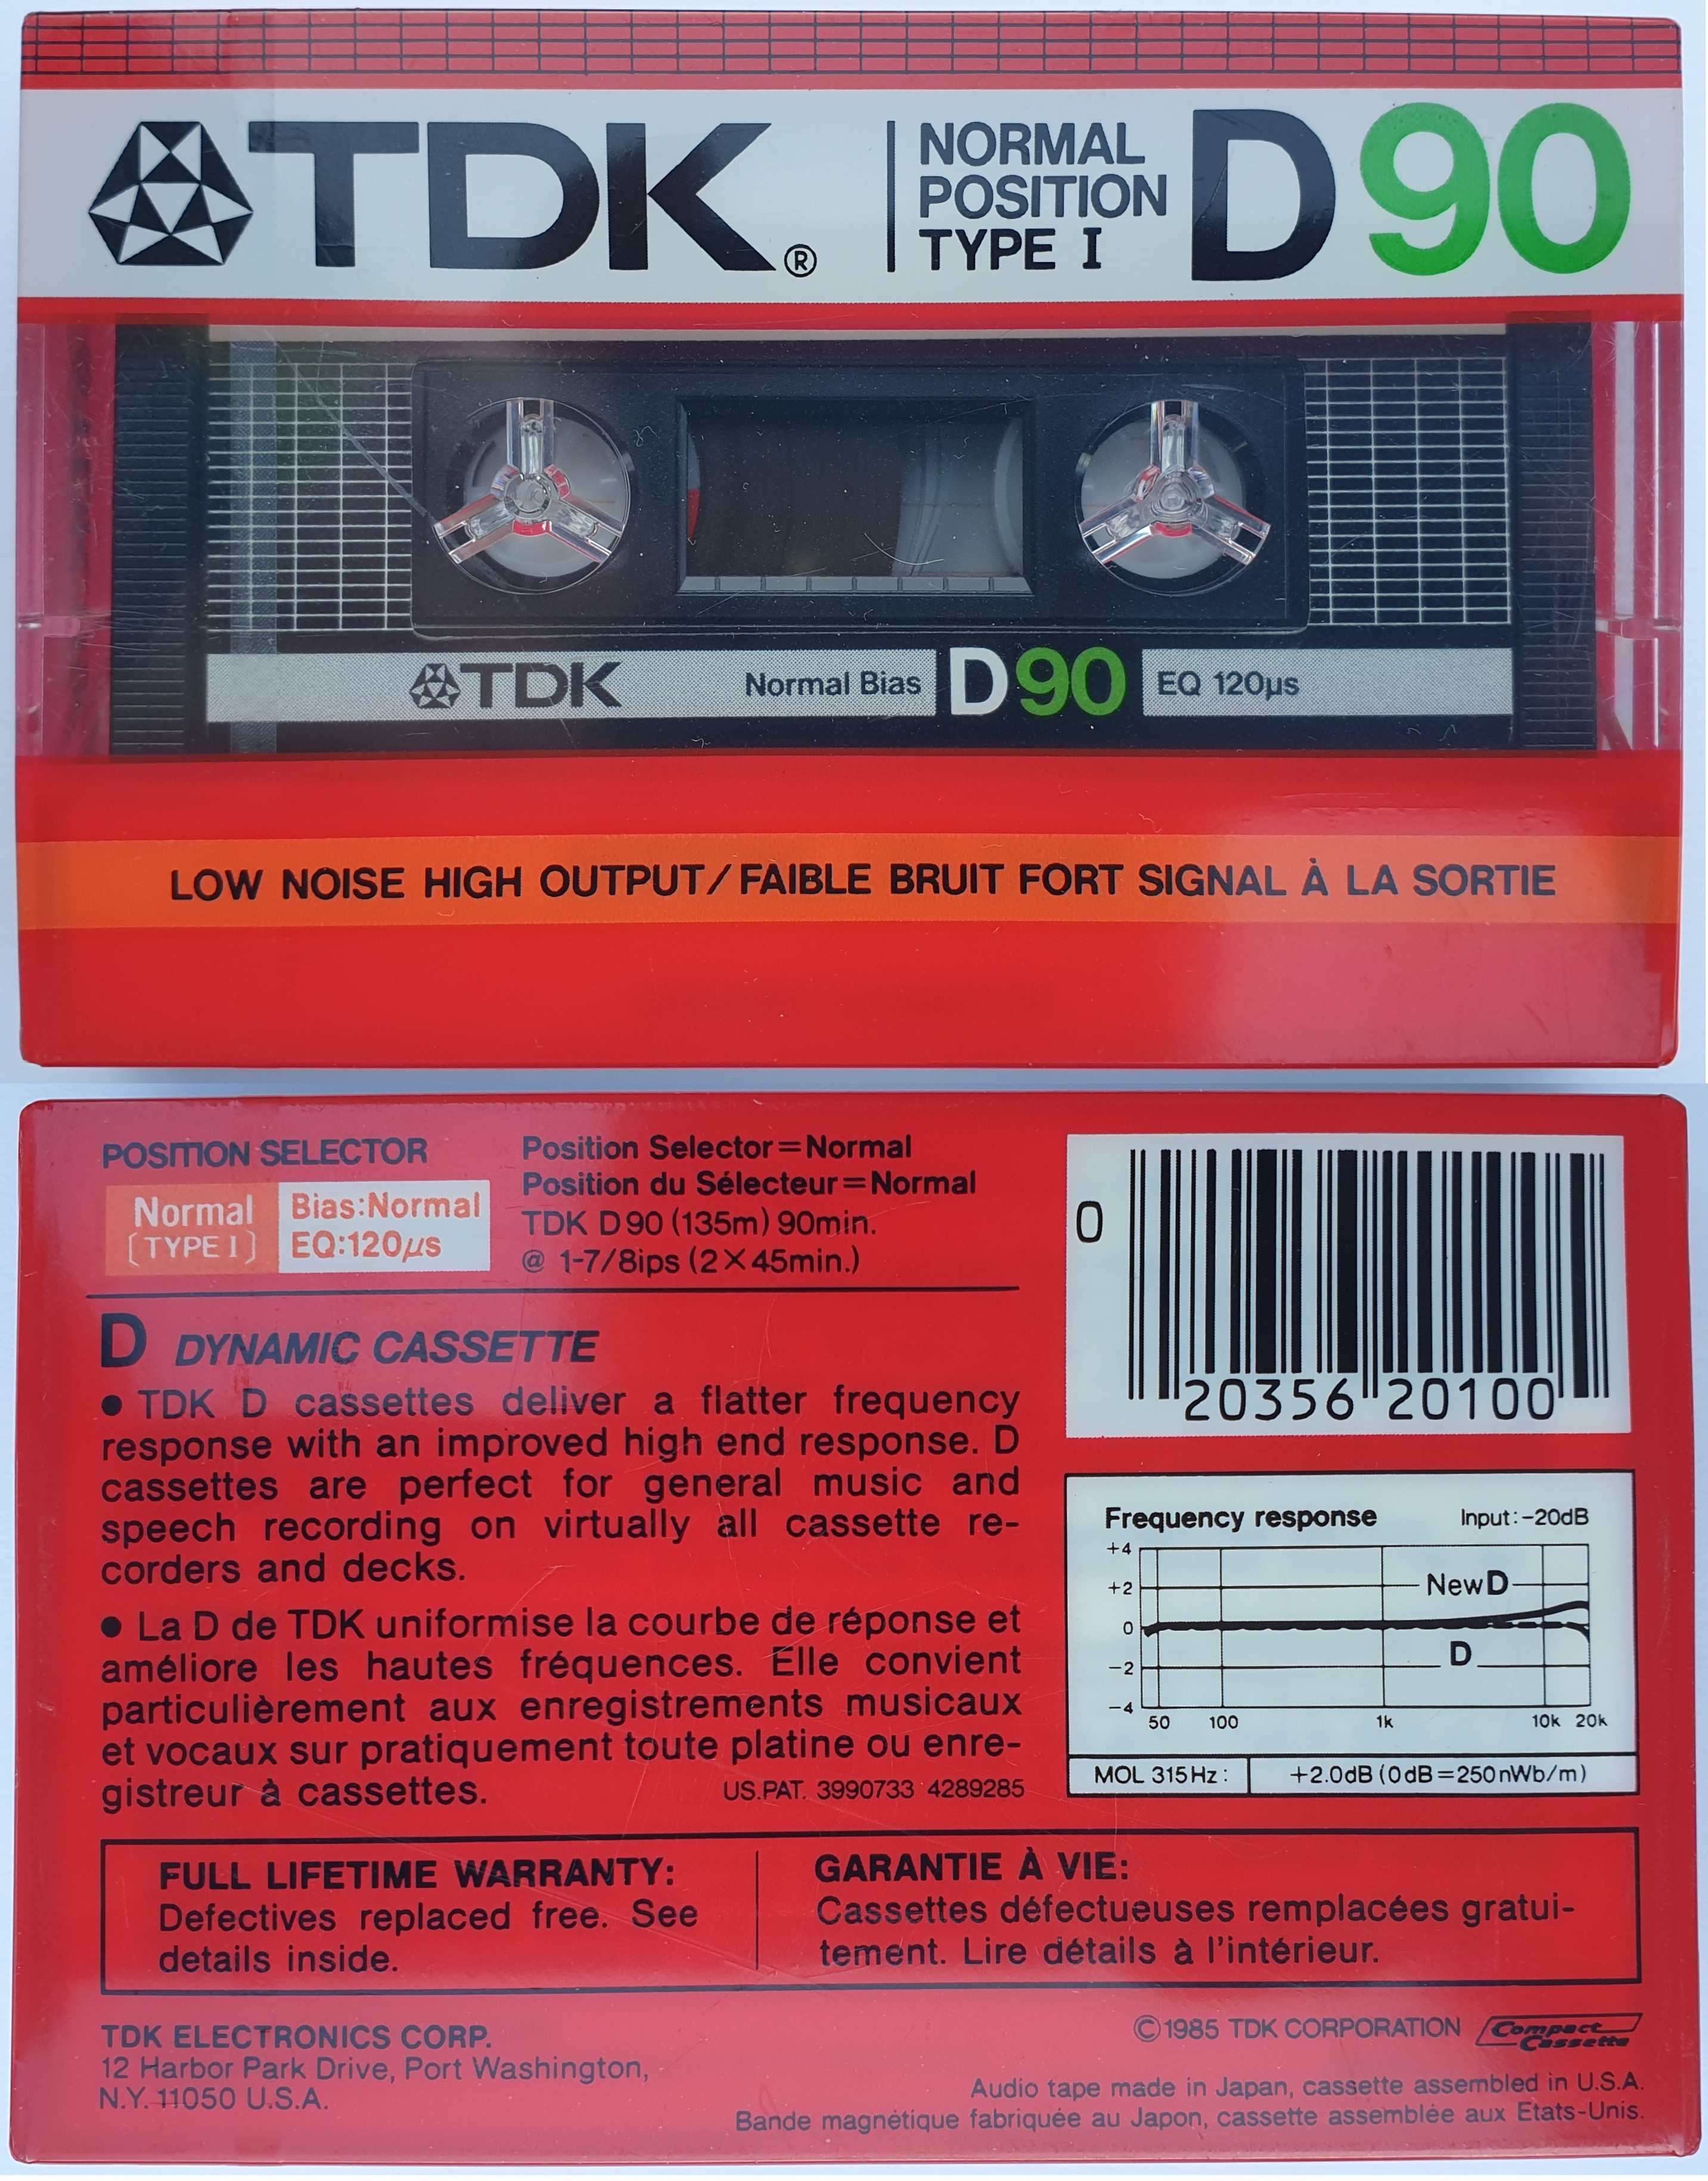 TDK®
NORMAL
POSITION
TYPE I
D90
TDK
Normal Bias
D90
EQ 120µs
LOW NOISE HIGH OUTPUT/FAIBLE BRUIT FORT SIGNAL À LA SORTIE
POSITION SELECTOR
Normal
[TYPE I]
Bias:Normal
EQ:120µs
Position Selector=Normal
Position du Sélecteur=Normal
TDK D90 (135m) 90min.
@ 1-7/8ips (2×45min.)
D DYNAMIC CASSETTE
● TDK D cassettes deliver a flatter frequency
response with an improved high end response. D
cassettes are perfect for general music and
speech recording on virtually all cassette re-
corders and decks.
● La D de TDK uniformise la courbe de réponse et
améliore les hautes fréquences. Elle convient
particulièrement aux enregistrements musicaux
et vocaux sur pratiquement toute platine ou enre-
gistreur à cassettes.
US.PAT. 3990733 4289285
0
20356 20100
Frequency response
Input:-20dB
+4
+2
0
-2
-4
New D
D
50 100 1k 10k 20k
MOL 315Hz: +2.0dB (0dB=250nWb/m)
FULL LIFETIME WARRANTY:
Defectives replaced free. See
details inside.
GARANTIE À VIE:
Cassettes défectueuses remplacées gratui-
tement. Lire détails à l'intérieur.
TDK ELECTRONICS CORP.
12 Harbor Park Drive, Port Washington,
N.Y. 11050 U.S.A.
©1985 TDK CORPORATION
Compact
Cassette
Audio tape made in Japan, cassette assembled in U.S.A.
Bande magnétique fabriquée au Japon, cassette assemblée aux Etats-Unis.